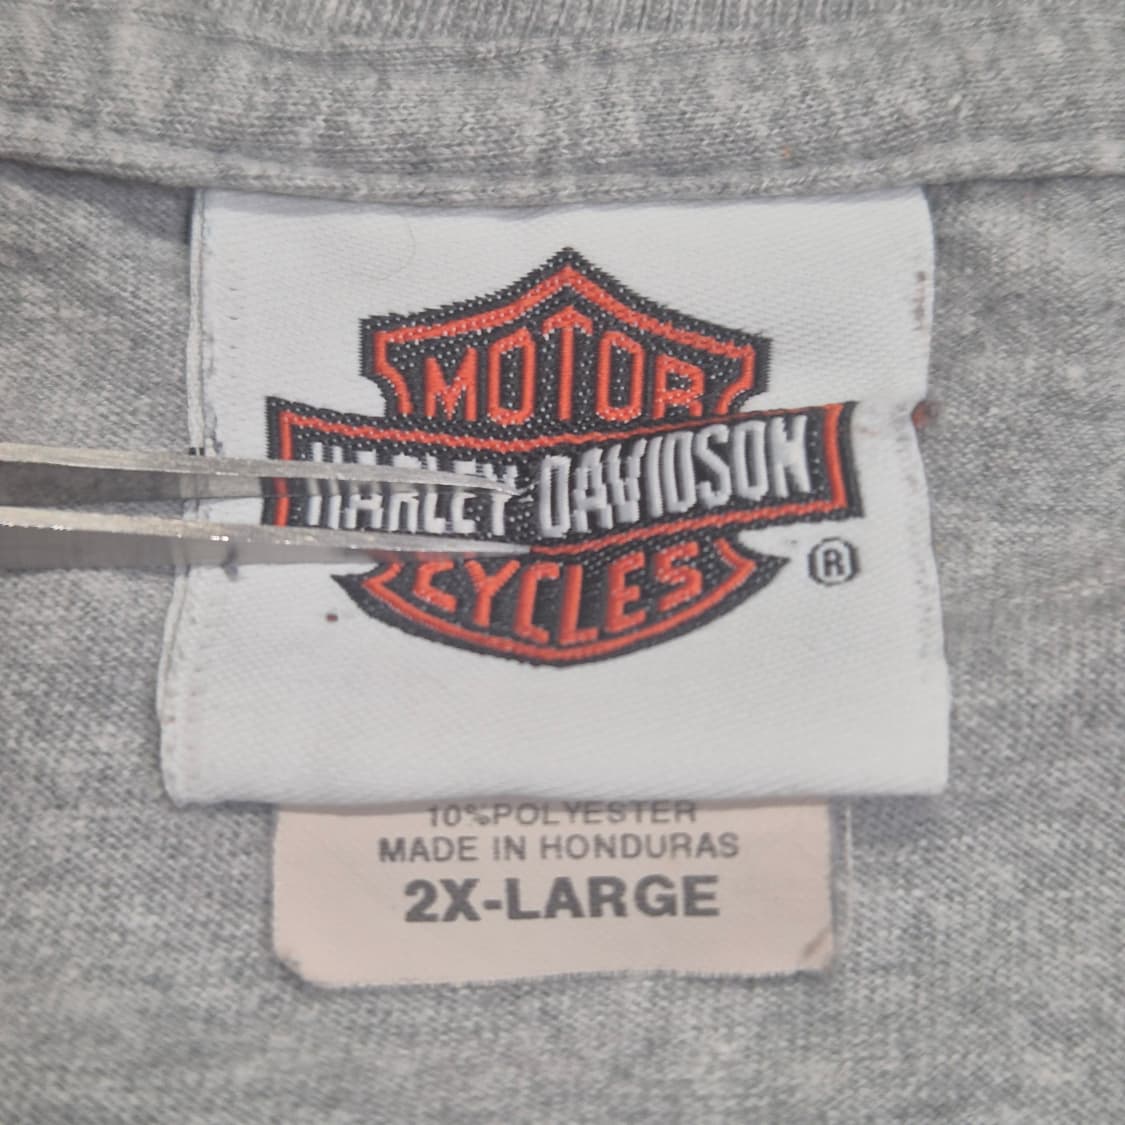 MOTOR
HARLEY-DAVIDSON
CYCLES
®
10%POLYESTER
MADE IN HONDURAS
2X-LARGE